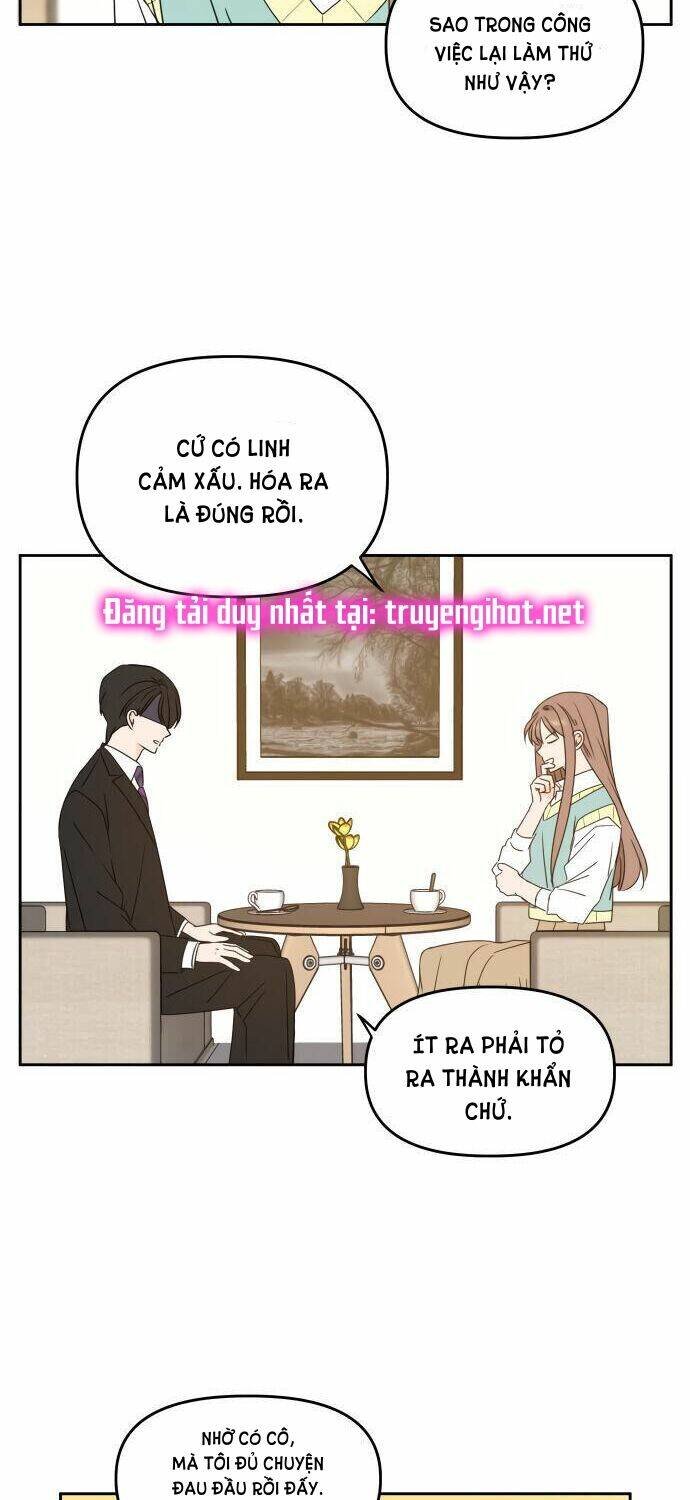 SAO TRONG CÔNG
VIỆC LẠI LÀM THỨ
NHƯ VẬY?
CỨ CÓ LINH
CẢM XẤU. HÓA RA
LÀ ĐÚNG RỒI.
Đăng tải duy nhất tại: truyengihot.net
ÍT RA PHẢI TỎ
RA THÀNH KHẨN
CHỨ.
NHỜ CÓ CÔ,
MÀ TÔI ĐỦ CHUYỆN
ĐAU ĐẦU RỒI ĐẤY.